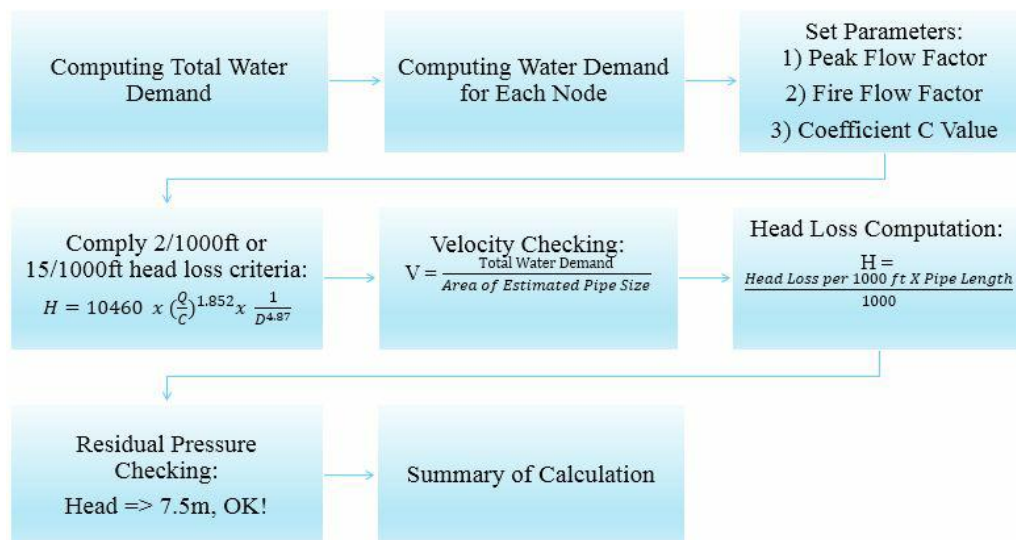 Computing Total Water
Demand
Computing Water Demand
for Each Node
Set Parameters:
1) Peak Flow Factor
2) Fire Flow Factor
3) Coefficient C Value
Comply 2/1000ft or
15/1000ft head loss criteria:
H = 10460 x (Q/C)^1.852 x 1/D^4.87
Velocity Checking:
V = Total Water Demand / Area of Estimated Pipe Size
Head Loss Computation:
H =
Head Loss per 1000 ft X Pipe Length
1000
Residual Pressure
Checking:
Head => 7.5m, OK!
Summary of Calculation